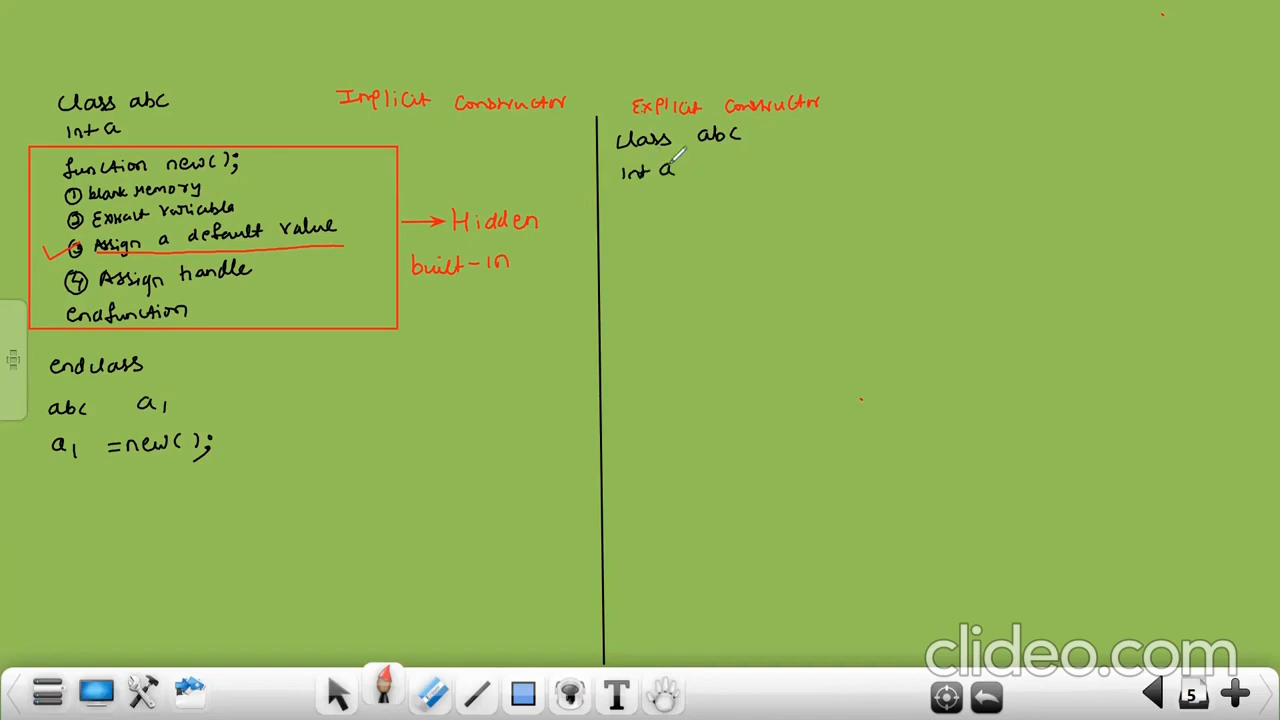 Class abc
Int a
Implicit Constructor
function new();
① blank Memory
② Extract variable
③ Assign a default value
④ Assign handle
endfunction
Hidden
built-in
endclass
abc a1
a1 =new();
Explicit Constructor
Class abc
Int a
clideo.com
5